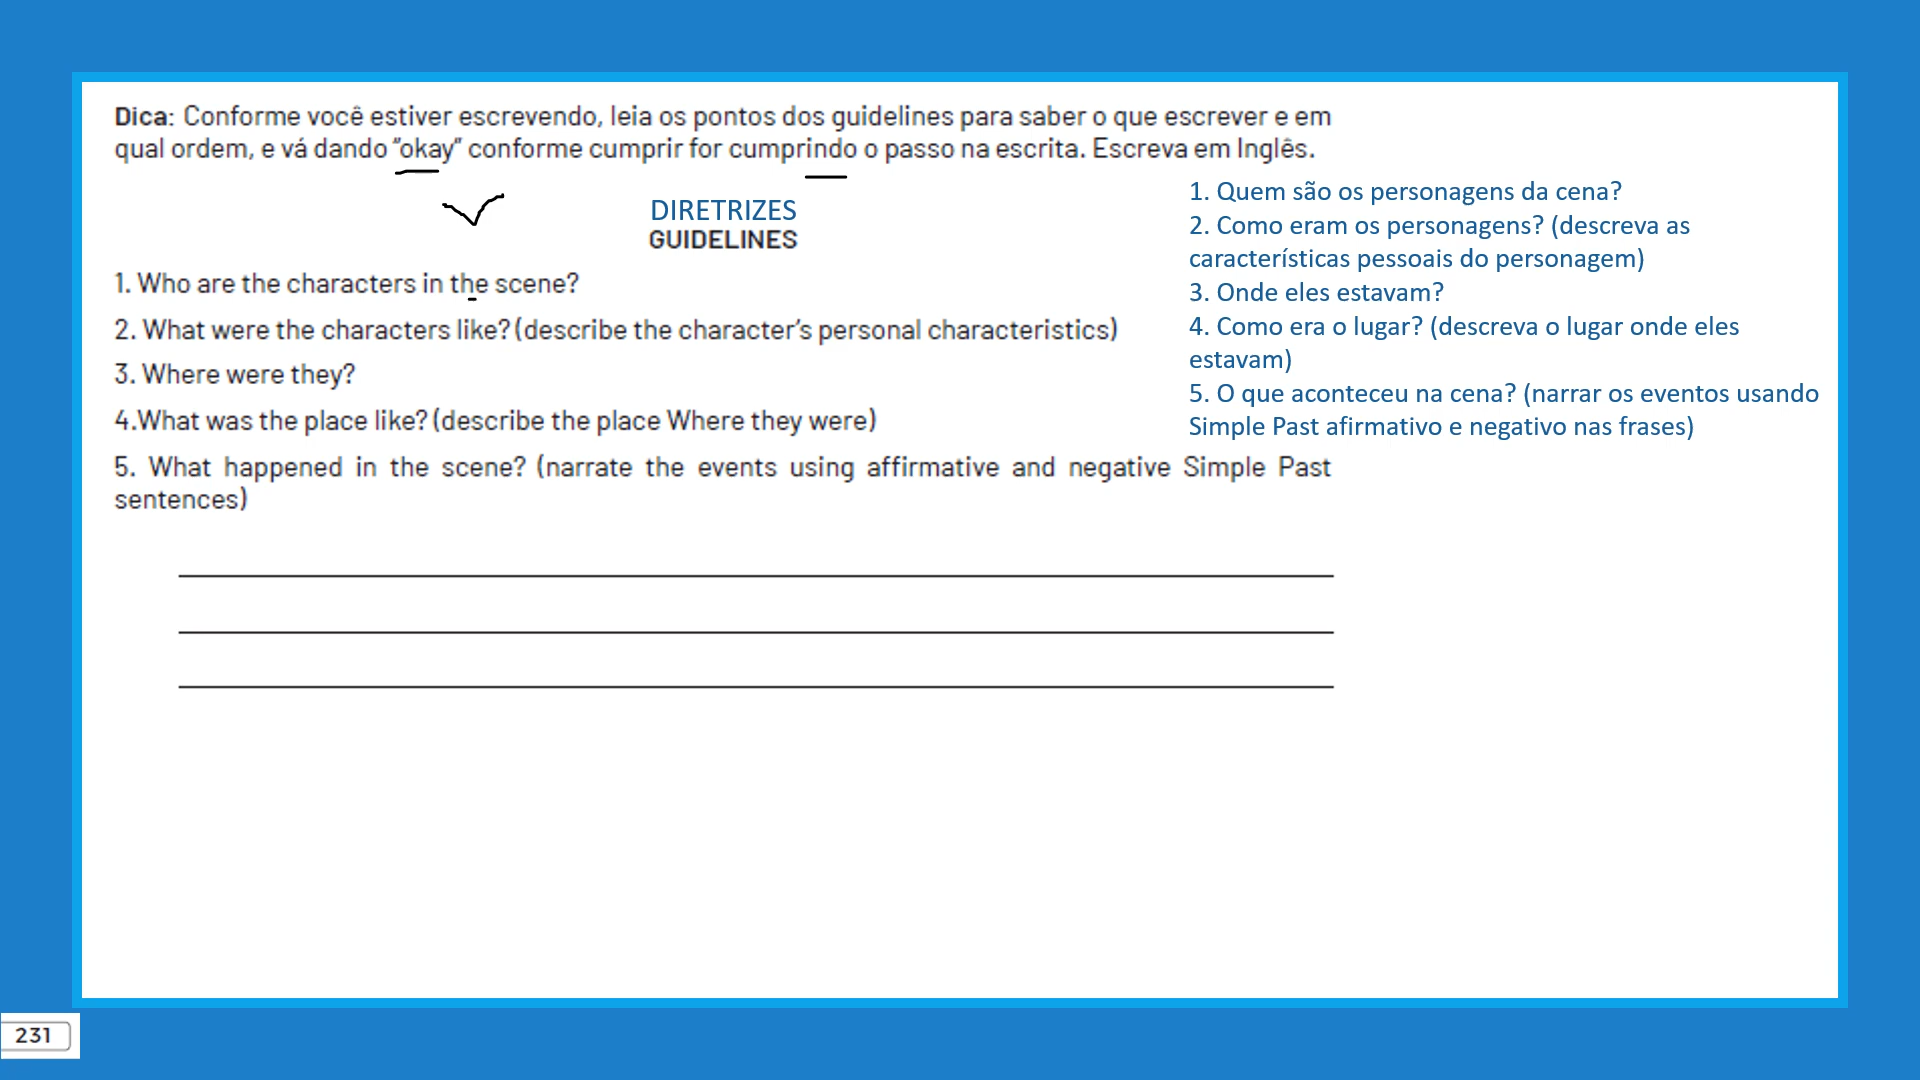 Dica: Conforme você estiver escrevendo, leia os pontos dos guidelines para saber o que escrever e em
qual ordem, e vá dando "okay" conforme cumprir for cumprindo o passo na escrita. Escreva em Inglês.
DIRETRIZES
GUIDELINES
1. Who are the characters in the scene?
2. What were the characters like? (describe the character's personal characteristics)
3. Where were they?
4.What was the place like? (describe the place Where they were)
5. What happened in the scene? (narrate the events using affirmative and negative Simple Past
sentences)
1. Quem são os personagens da cena?
2. Como eram os personagens? (descreva as
características pessoais do personagem)
3. Onde eles estavam?
4. Como era o lugar? (descreva o lugar onde eles
estavam)
5. O que aconteceu na cena? (narrar os eventos usando
Simple Past afirmativo e negativo nas frases)
231